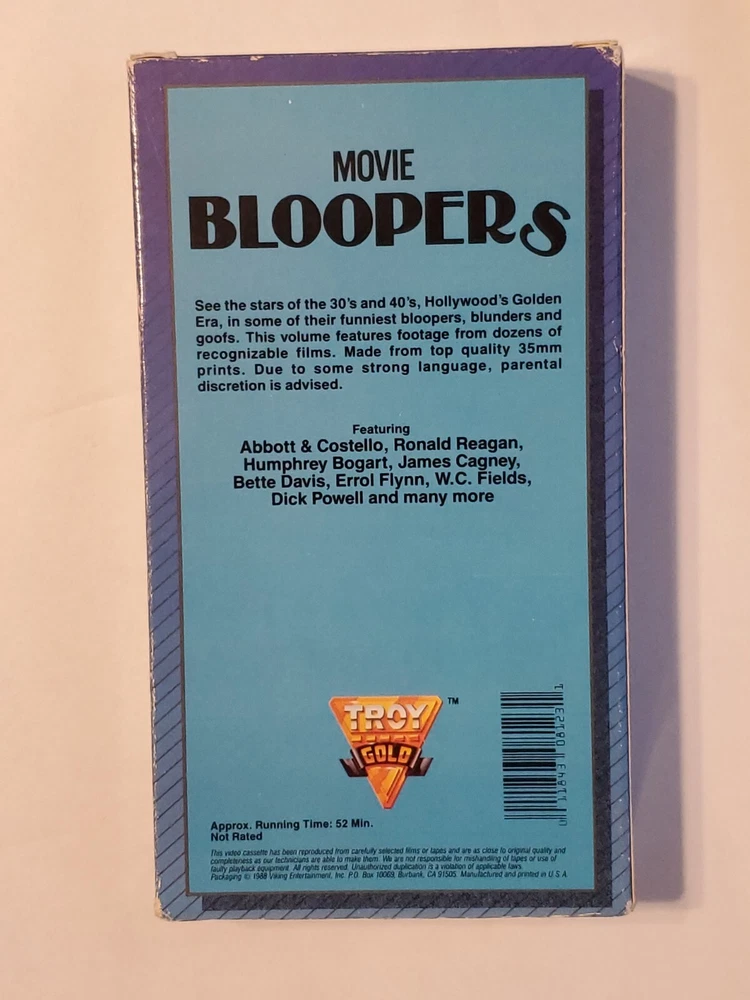 MOVIE
BLOOPERS
See the stars of the 30's and 40's, Hollywood's Golden
Era, in some of their funniest bloopers, blunders and
goofs. This volume features footage from dozens of
recognizable films. Made from top quality 35mm
prints. Due to some strong language, parental
discretion is advised.
Featuring
Abbott & Costello, Ronald Reagan,
Humphrey Bogart, James Cagney,
Bette Davis, Errol Flynn, W.C. Fields,
Dick Powell and many more
TROY
GOLD
TM
Approx. Running Time: 52 Min.
Not Rated
This video cassette has been reproduced from carefully selected films or tapes and are as close to original quality and
completeness as our technicians are able to make them. We are not responsible for mishandling of tapes or use of
faulty playback equipment. All rights reserved. Unauthorized duplication is a violation of applicable laws.
Packaging © 1988 Viking Entertainment, Inc. P.O. Box 10069, Burbank, CA 91505. Manufactured and printed in U.S.A.